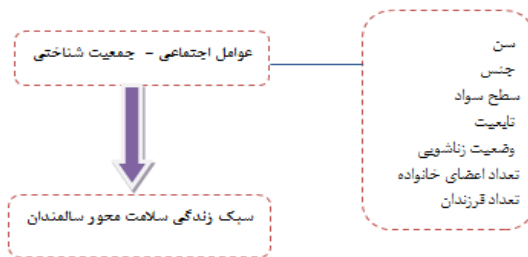 عوامل اجتماعی - جمعیت شناختی
سن
جنس
سطح سواد
تابعیت
وضعیت زناشویی
تعداد اعضای خانواده
تعداد قرزندان
سبک زندگی سلامت محور سالمندان